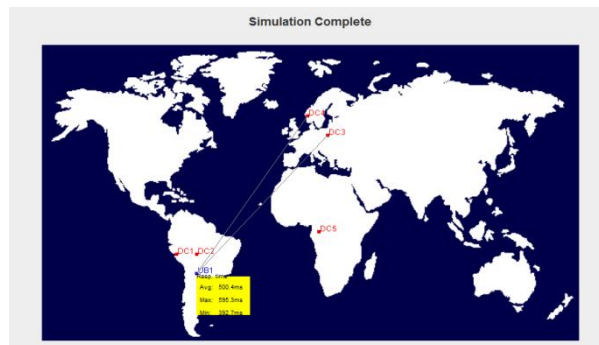 Simulation Complete
DC4
DC3
DC5
DC1
DC2
UB1
Resp. time
Avg: 500.4ms
Max: 595.3ms
Min: 392.7ms